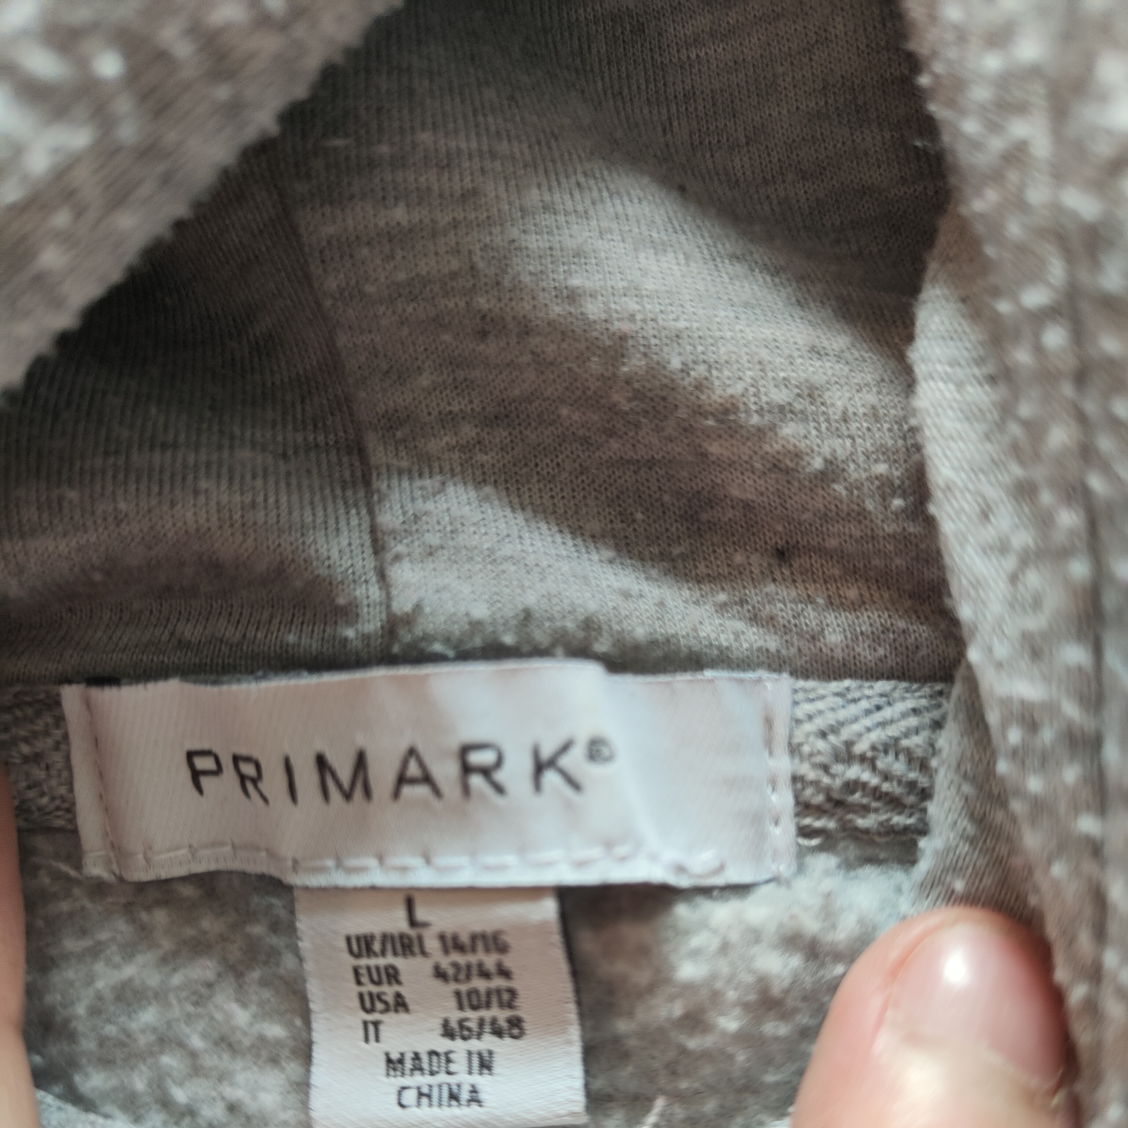 PRIMARK®
L
UK/IRL 14/16
EUR 42/44
USA 10/12
IT 46/48
MADE IN
CHINA